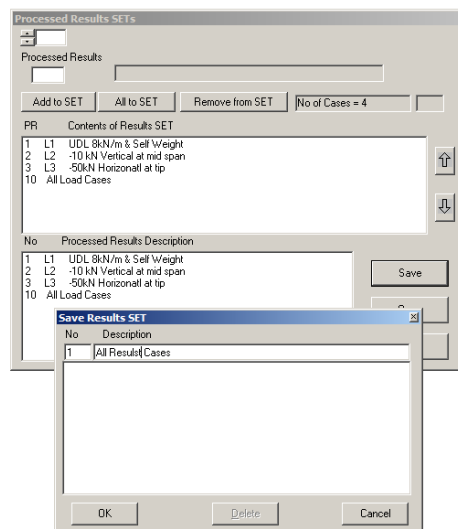 Processed Results SETs
Processed Results
Add to SET All to SET Remove from SET No of Cases = 4
PR Contents of Results SET
1 L1 UDL 8kN/m & Self Weight
2 L2 -10 kN Vertical at mid span
3 L3 -50kN Horizonatl at tip
10 All Load Cases
No Processed Results Description
1 L1 UDL 8kN/m & Self Weight
2 L2 -10 kN Vertical at mid span
3 L3 -50kN Horizonatl at tip
10 All Load Cases
Save
Save Results SET
No Description
1 All Resulst Cases
OK Delete Cancel